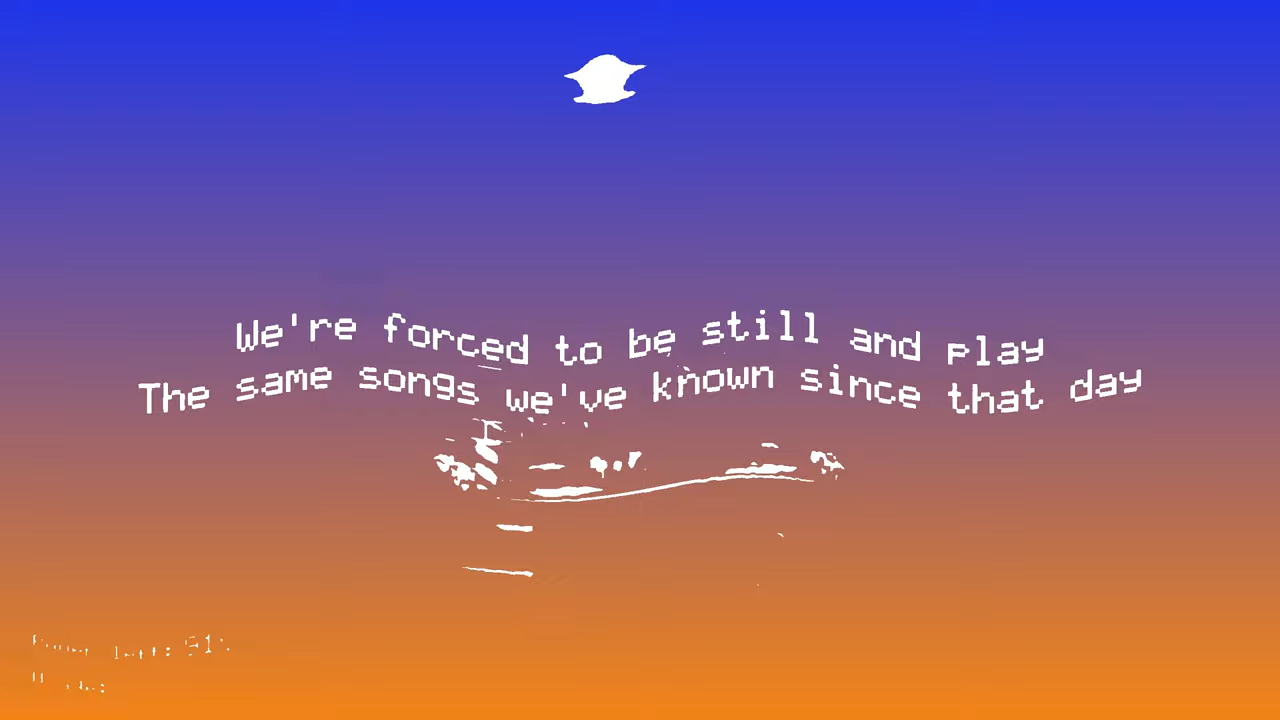 We're forced to be still and play
The same songs we've known since that day